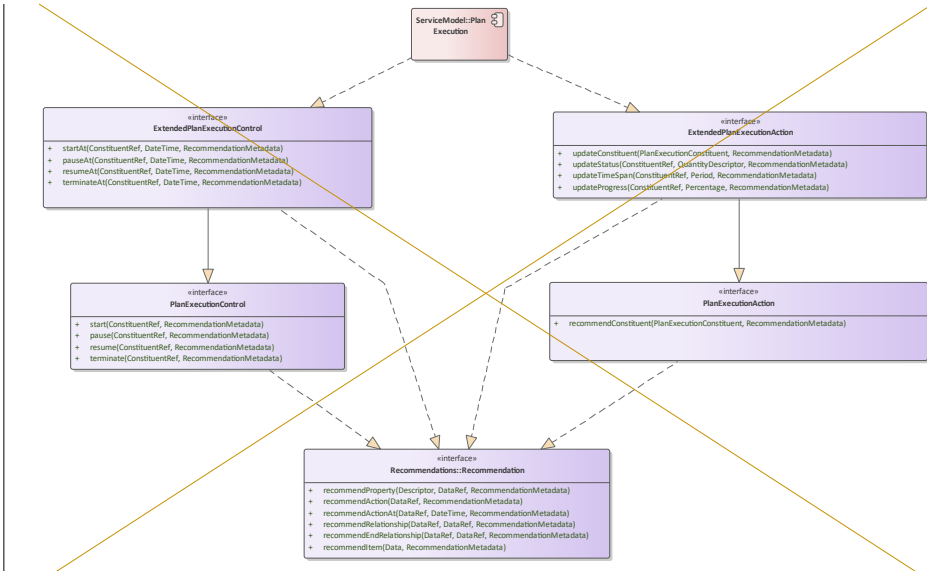 ServiceModel::Plan
Execution
«interface»
ExtendedPlanExecutionControl
+ startAt(ConstituentRef, DateTime, RecommendationMetadata)
+ pauseAt(ConstituentRef, DateTime, RecommendationMetadata)
+ resumeAt(ConstituentRef, DateTime, RecommendationMetadata)
+ terminateAt(ConstituentRef, DateTime, RecommendationMetadata)
«interface»
ExtendedPlanExecutionAction
+ updateConstituent(PlanExecutionConstituent, RecommendationMetadata)
+ updateStatus(ConstituentRef, QuantityDescriptor, RecommendationMetadata)
+ updateTimeSpan(ConstituentRef, Period, RecommendationMetadata)
+ updateProgress(ConstituentRef, Percentage, RecommendationMetadata)
«interface»
PlanExecutionControl
+ start(ConstituentRef, RecommendationMetadata)
+ pause(ConstituentRef, RecommendationMetadata)
+ resume(ConstituentRef, RecommendationMetadata)
+ terminate(ConstituentRef, RecommendationMetadata)
«interface»
PlanExecutionAction
+ recommendConstituent(PlanExecutionConstituent, RecommendationMetadata)
«interface»
Recommendations::Recommendation
+ recommendProperty(Descriptor, DataRef, RecommendationMetadata)
+ recommendAction(DataRef, RecommendationMetadata)
+ recommendActionAt(DataRef, DateTime, RecommendationMetadata)
+ recommendRelationship(DataRef, DataRef, RecommendationMetadata)
+ recommendEndRelationship(DataRef, DataRef, RecommendationMetadata)
+ recommendItem(Data, RecommendationMetadata)